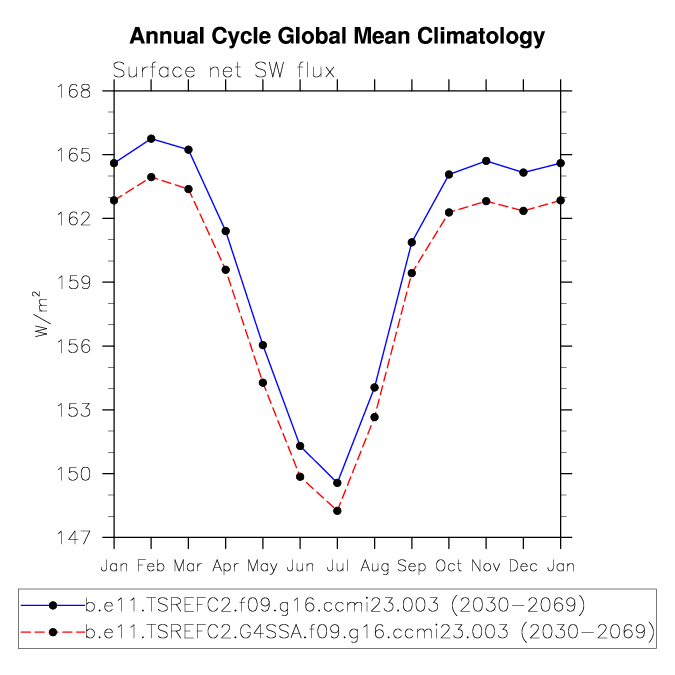 Annual Cycle Global Mean Climatology
Surface net SW flux
168
165
162
159
156
153
150
147
W/m²
Jan Feb Mar Apr May Jun Jul Aug Sep Oct Nov Dec Jan
b.e11.TSREFC2.f09.g16.ccmi23.003 (2030-2069)
b.e11.TSREFC2.G4SSA.f09.g16.ccmi23.003 (2030-2069)